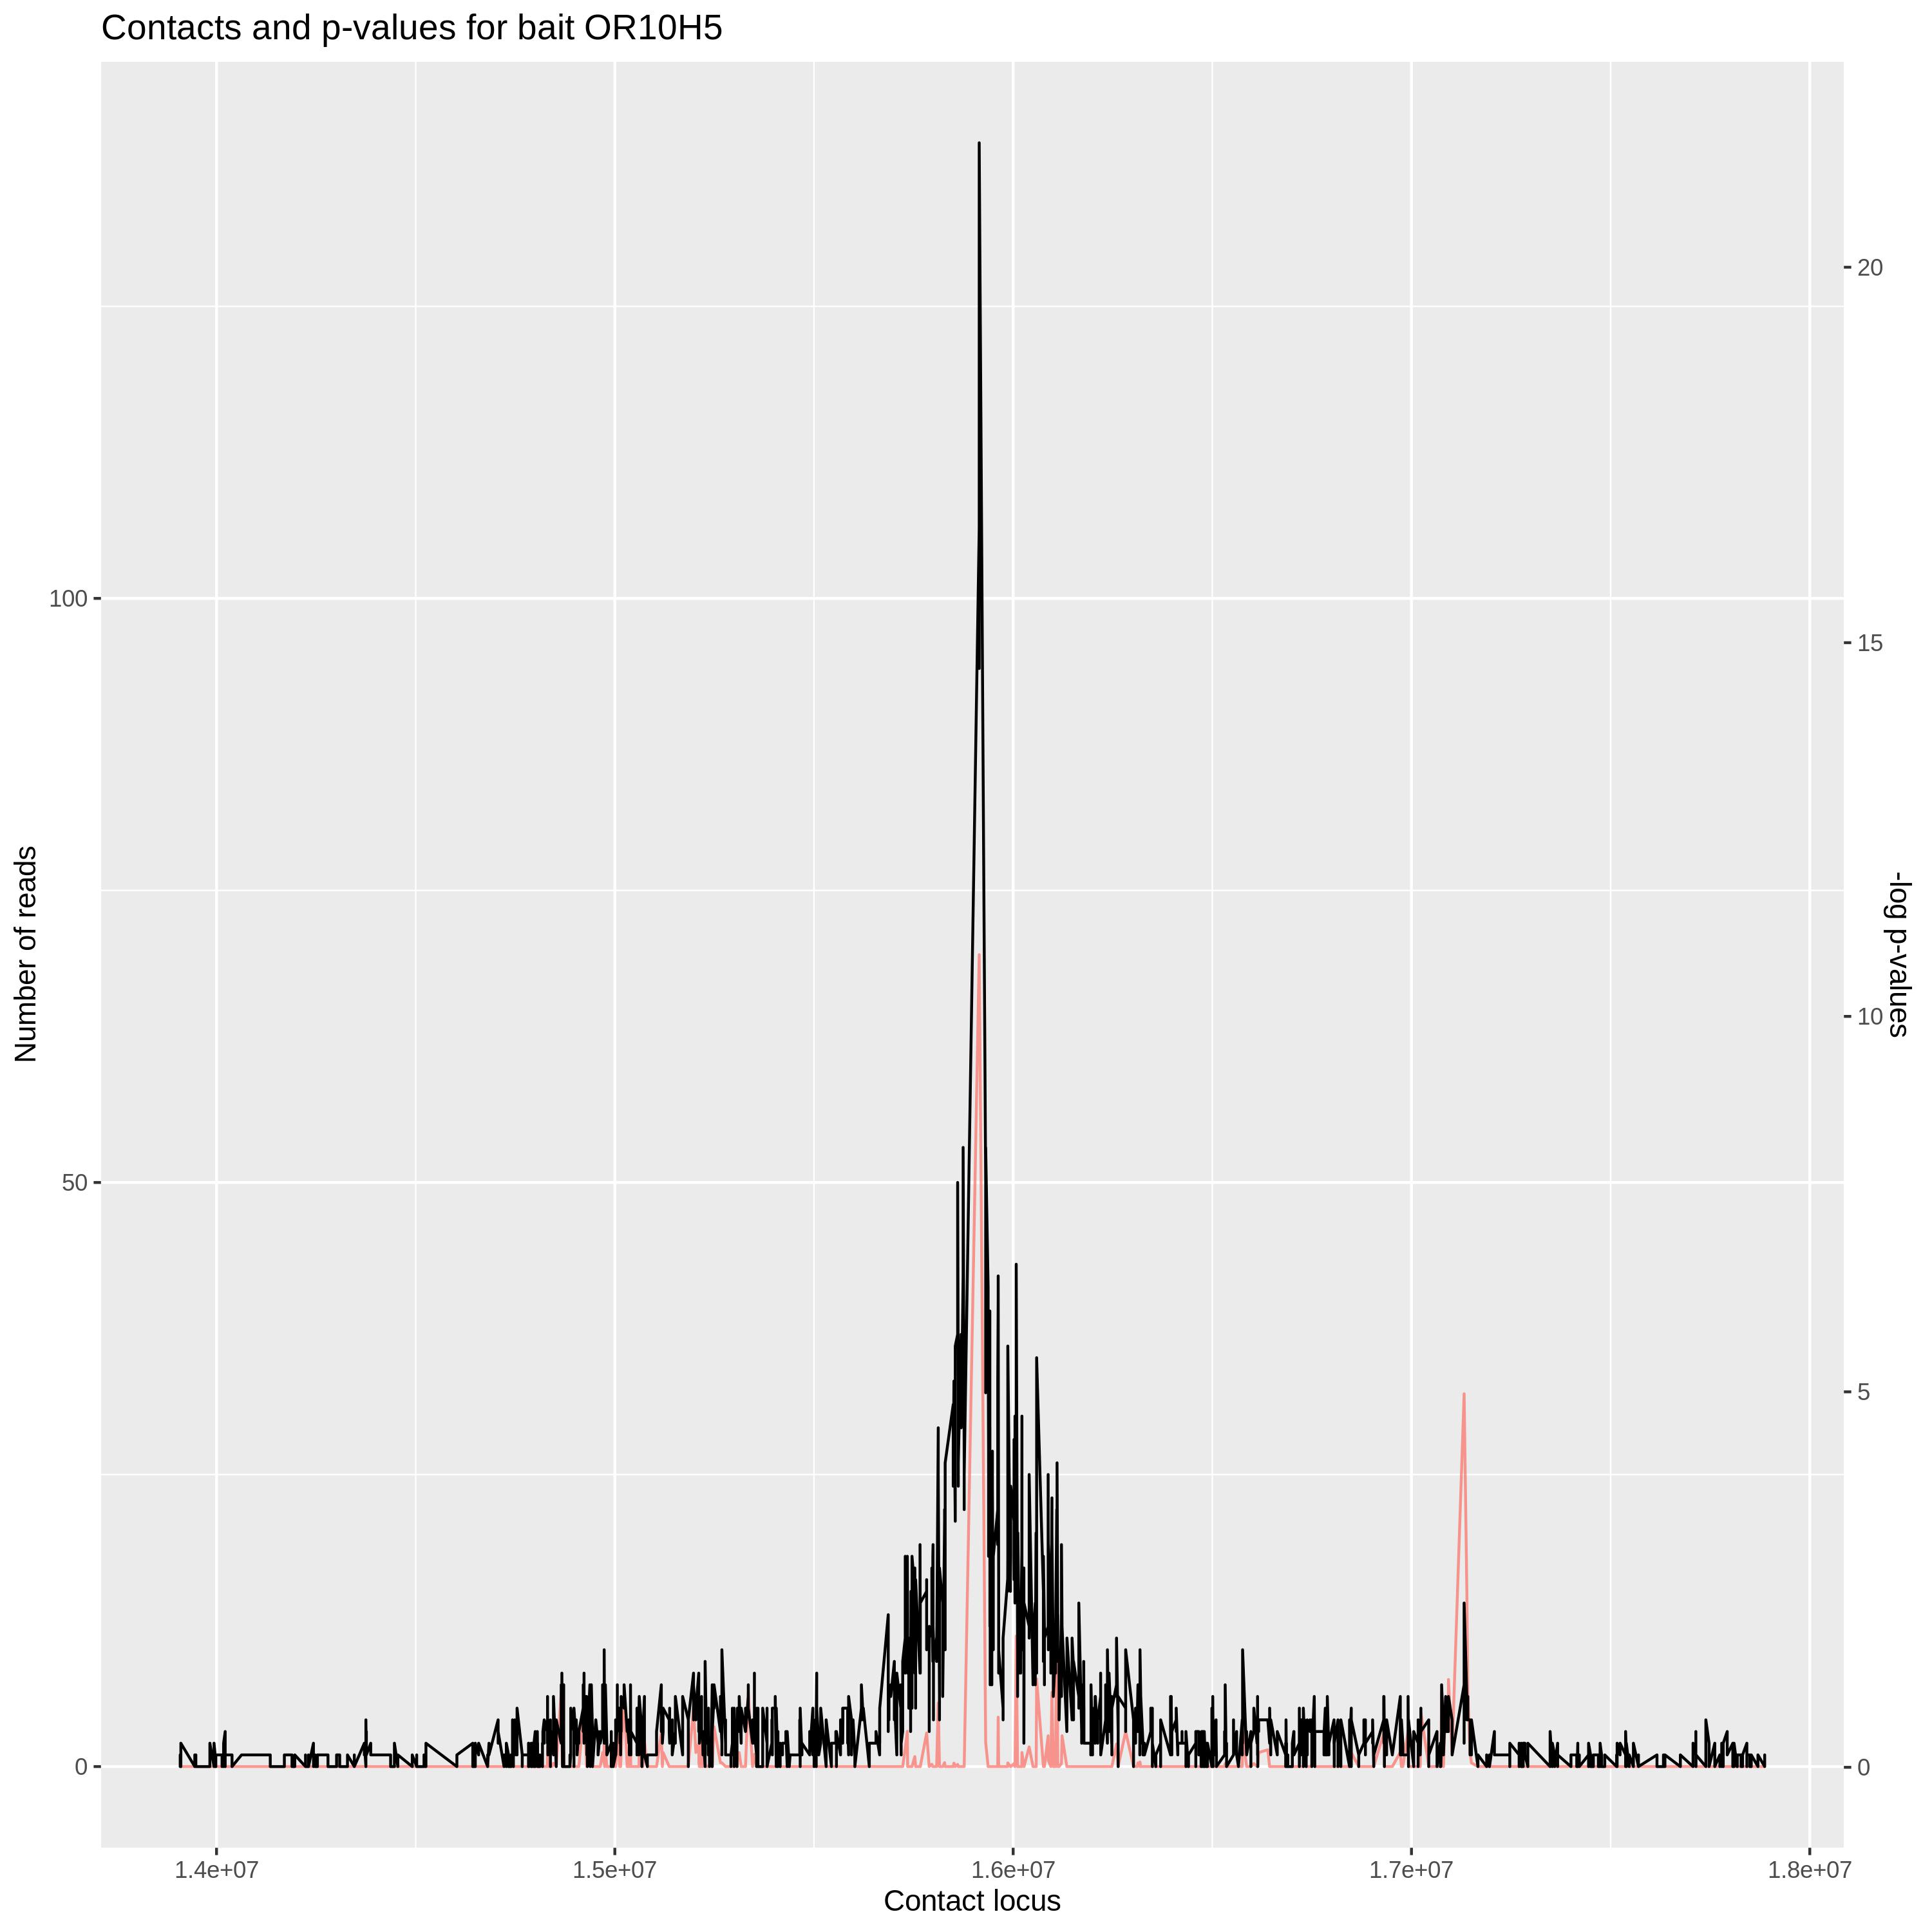 Contacts and p-values for bait OR10H5
Number of reads
100
50
0
20
15
10
5
0
-log p-values
1.4e+07
1.5e+07
1.6e+07
1.7e+07
1.8e+07
Contact locus